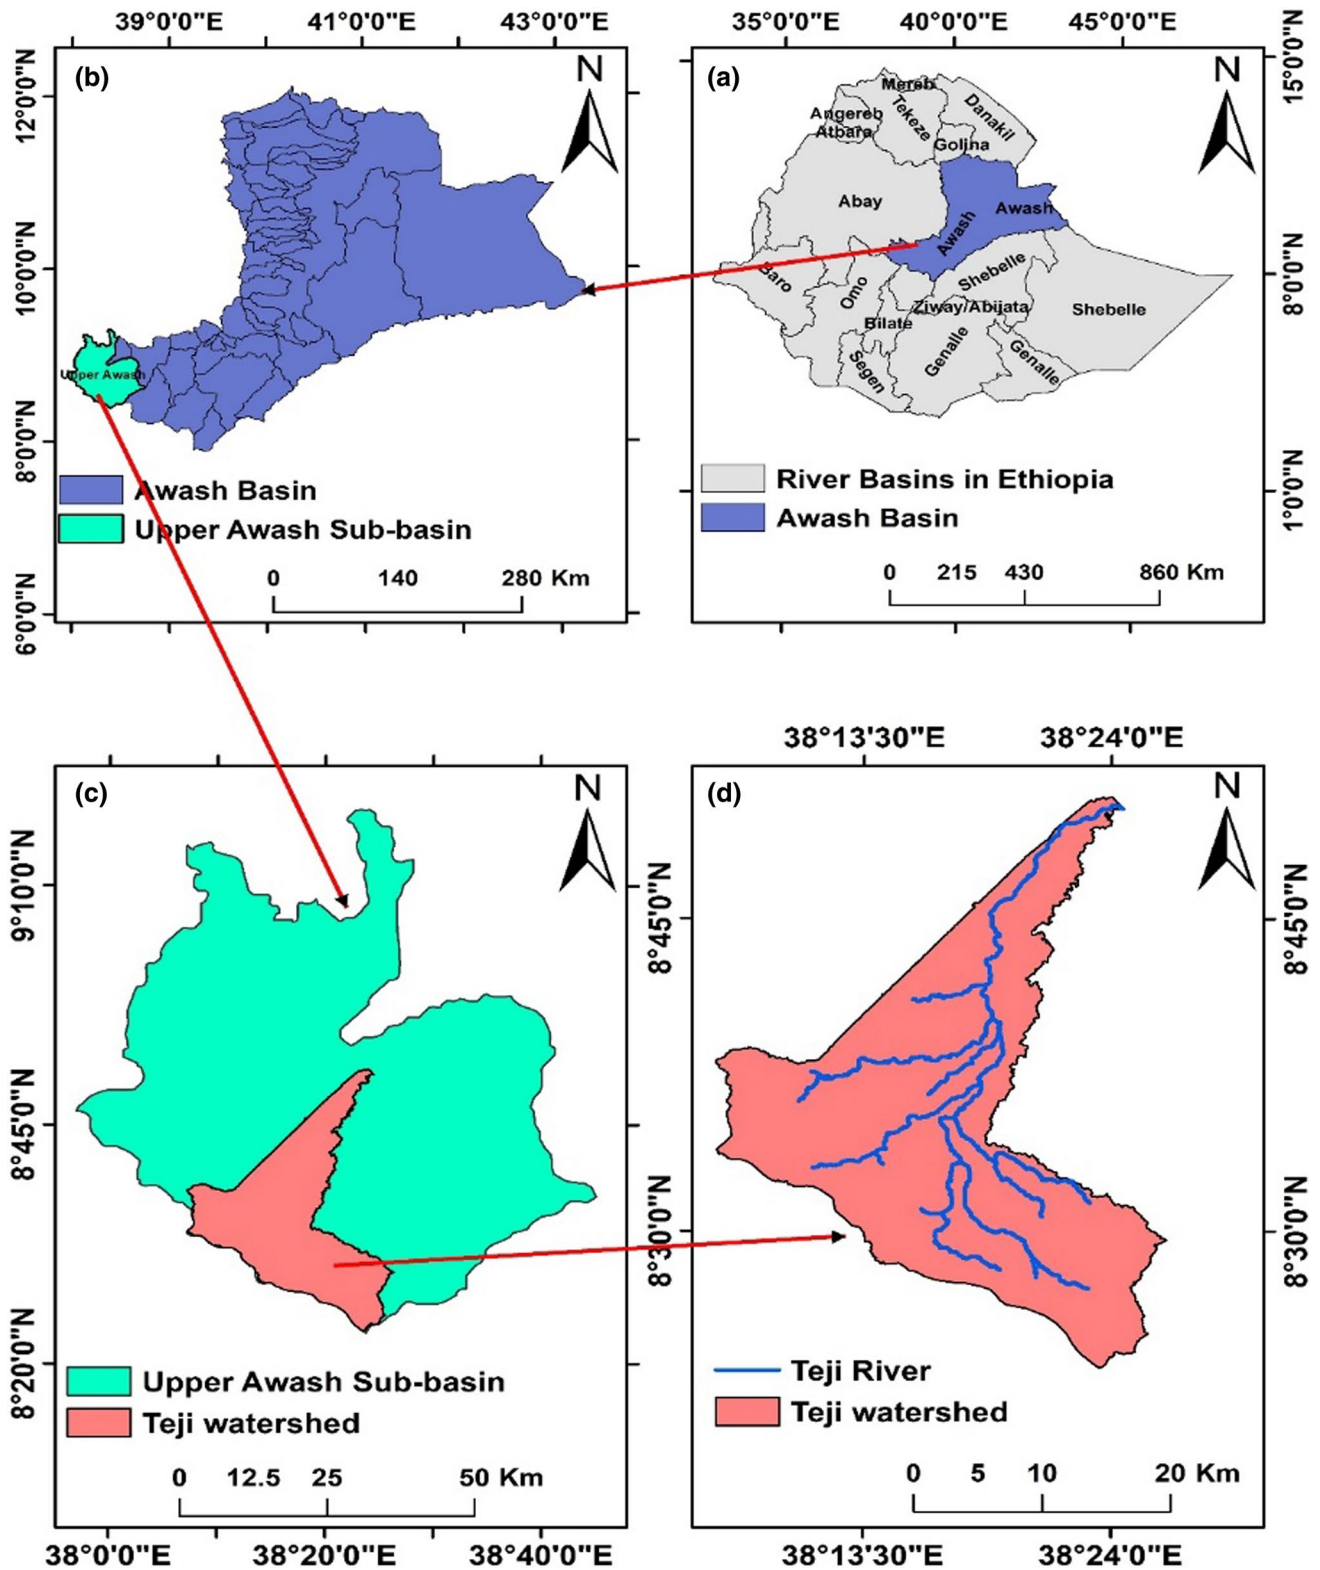 39°0'0"E 41°0'0"E 43°0'0"E
35°0'0"E 40°0'0"E 45°0'0"E
(b)
N
12°0'0"N
10°0'0"N
8°0'0"N
6°0'0"N
Upper Awash
Awash Basin
Upper Awash Sub-basin
0 140 280 Km
(a)
N
15°0'0"N
8°0'0"N
1°0'0"N
Mereb
Tekeze
Danakil
Angereb
Atbara
Golina
Abay
Awash
Awash
Baro
Omo
Shebelle
Ziway/Abijata
Shebelle
Bilate
Genalle
Genalle
Segen
River Basins in Ethiopia
Awash Basin
0 215 430 860 Km
(c)
N
9°10'0"N
8°45'0"N
8°20'0"N
Upper Awash Sub-basin
Teji watershed
0 12.5 25 50 Km
38°0'0"E 38°20'0"E 38°40'0"E
38°13'30"E 38°24'0"E
(d)
N
8°45'0"N
8°30'0"N
8°45'0"N
8°30'0"N
Teji River
Teji watershed
0 5 10 20 Km
38°13'30"E 38°24'0"E